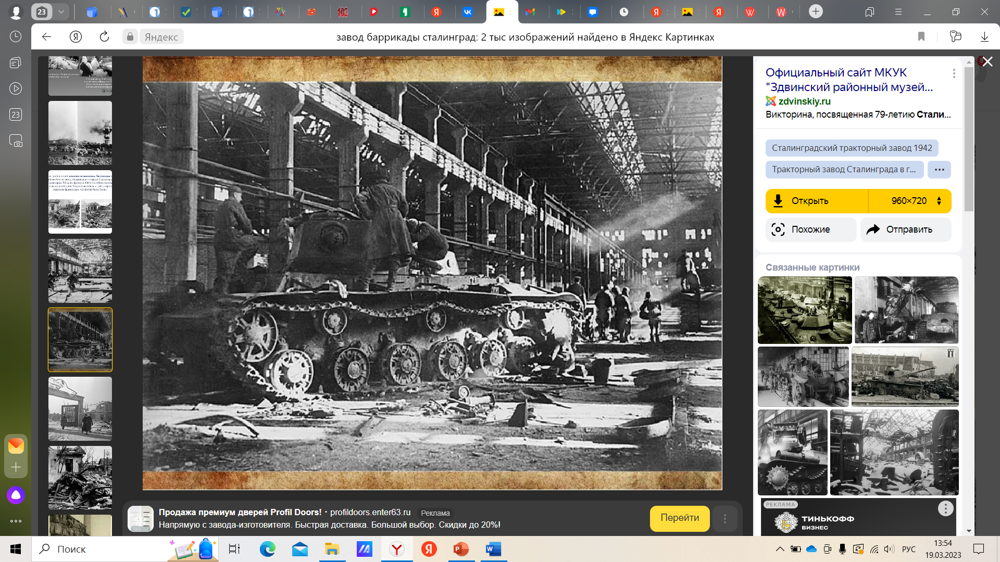 23
Яндекс
завод баррикады сталинград: 2 тыс изображений найдено в Яндекс Картинках
23
Официальный сайт МКУК
"Здвинский районный музей...
zdvinskiy.ru
Викторина, посвященная 79-летию Стали...
Сталинградский тракторный завод 1942
Тракторный завод Сталинграда в г...
Открыть
960×720
Похожие
Отправить
Связанные картинки
РЕКЛАМА
ТИНЬКОФФ
БИЗНЕС
Продажа премиум дверей Profil Doors! · profildoors.enter63.ru Реклама
Напрямую с завода-изготовителя. Быстрая доставка. Большой выбор. Скидки до 20%!
Перейти
Поиск
РУС
13:54
19.03.2023